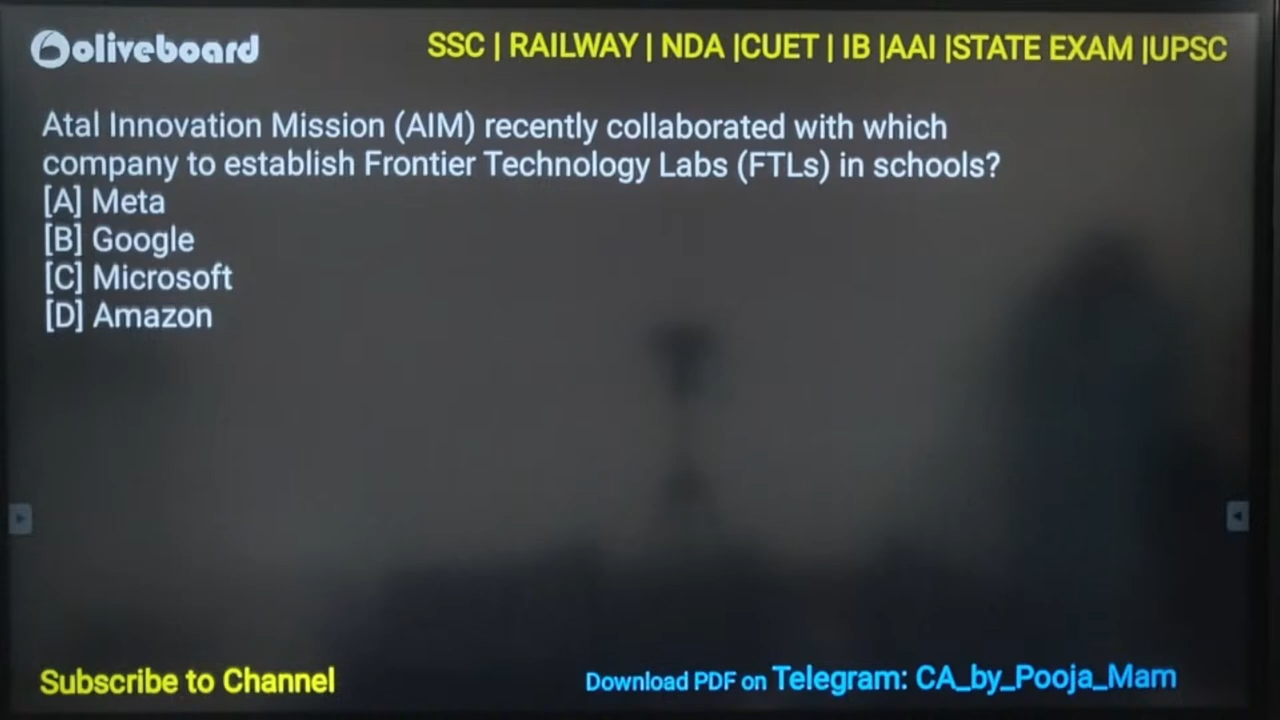 oliveboard
SSC | RAILWAY | NDA |CUET | IB |AAI |STATE EXAM |UPSC
Atal Innovation Mission (AIM) recently collaborated with which
company to establish Frontier Technology Labs (FTLs) in schools?
[A] Meta
[B] Google
[C] Microsoft
[D] Amazon
Subscribe to Channel
Download PDF on Telegram: CA_by_Pooja_Mam